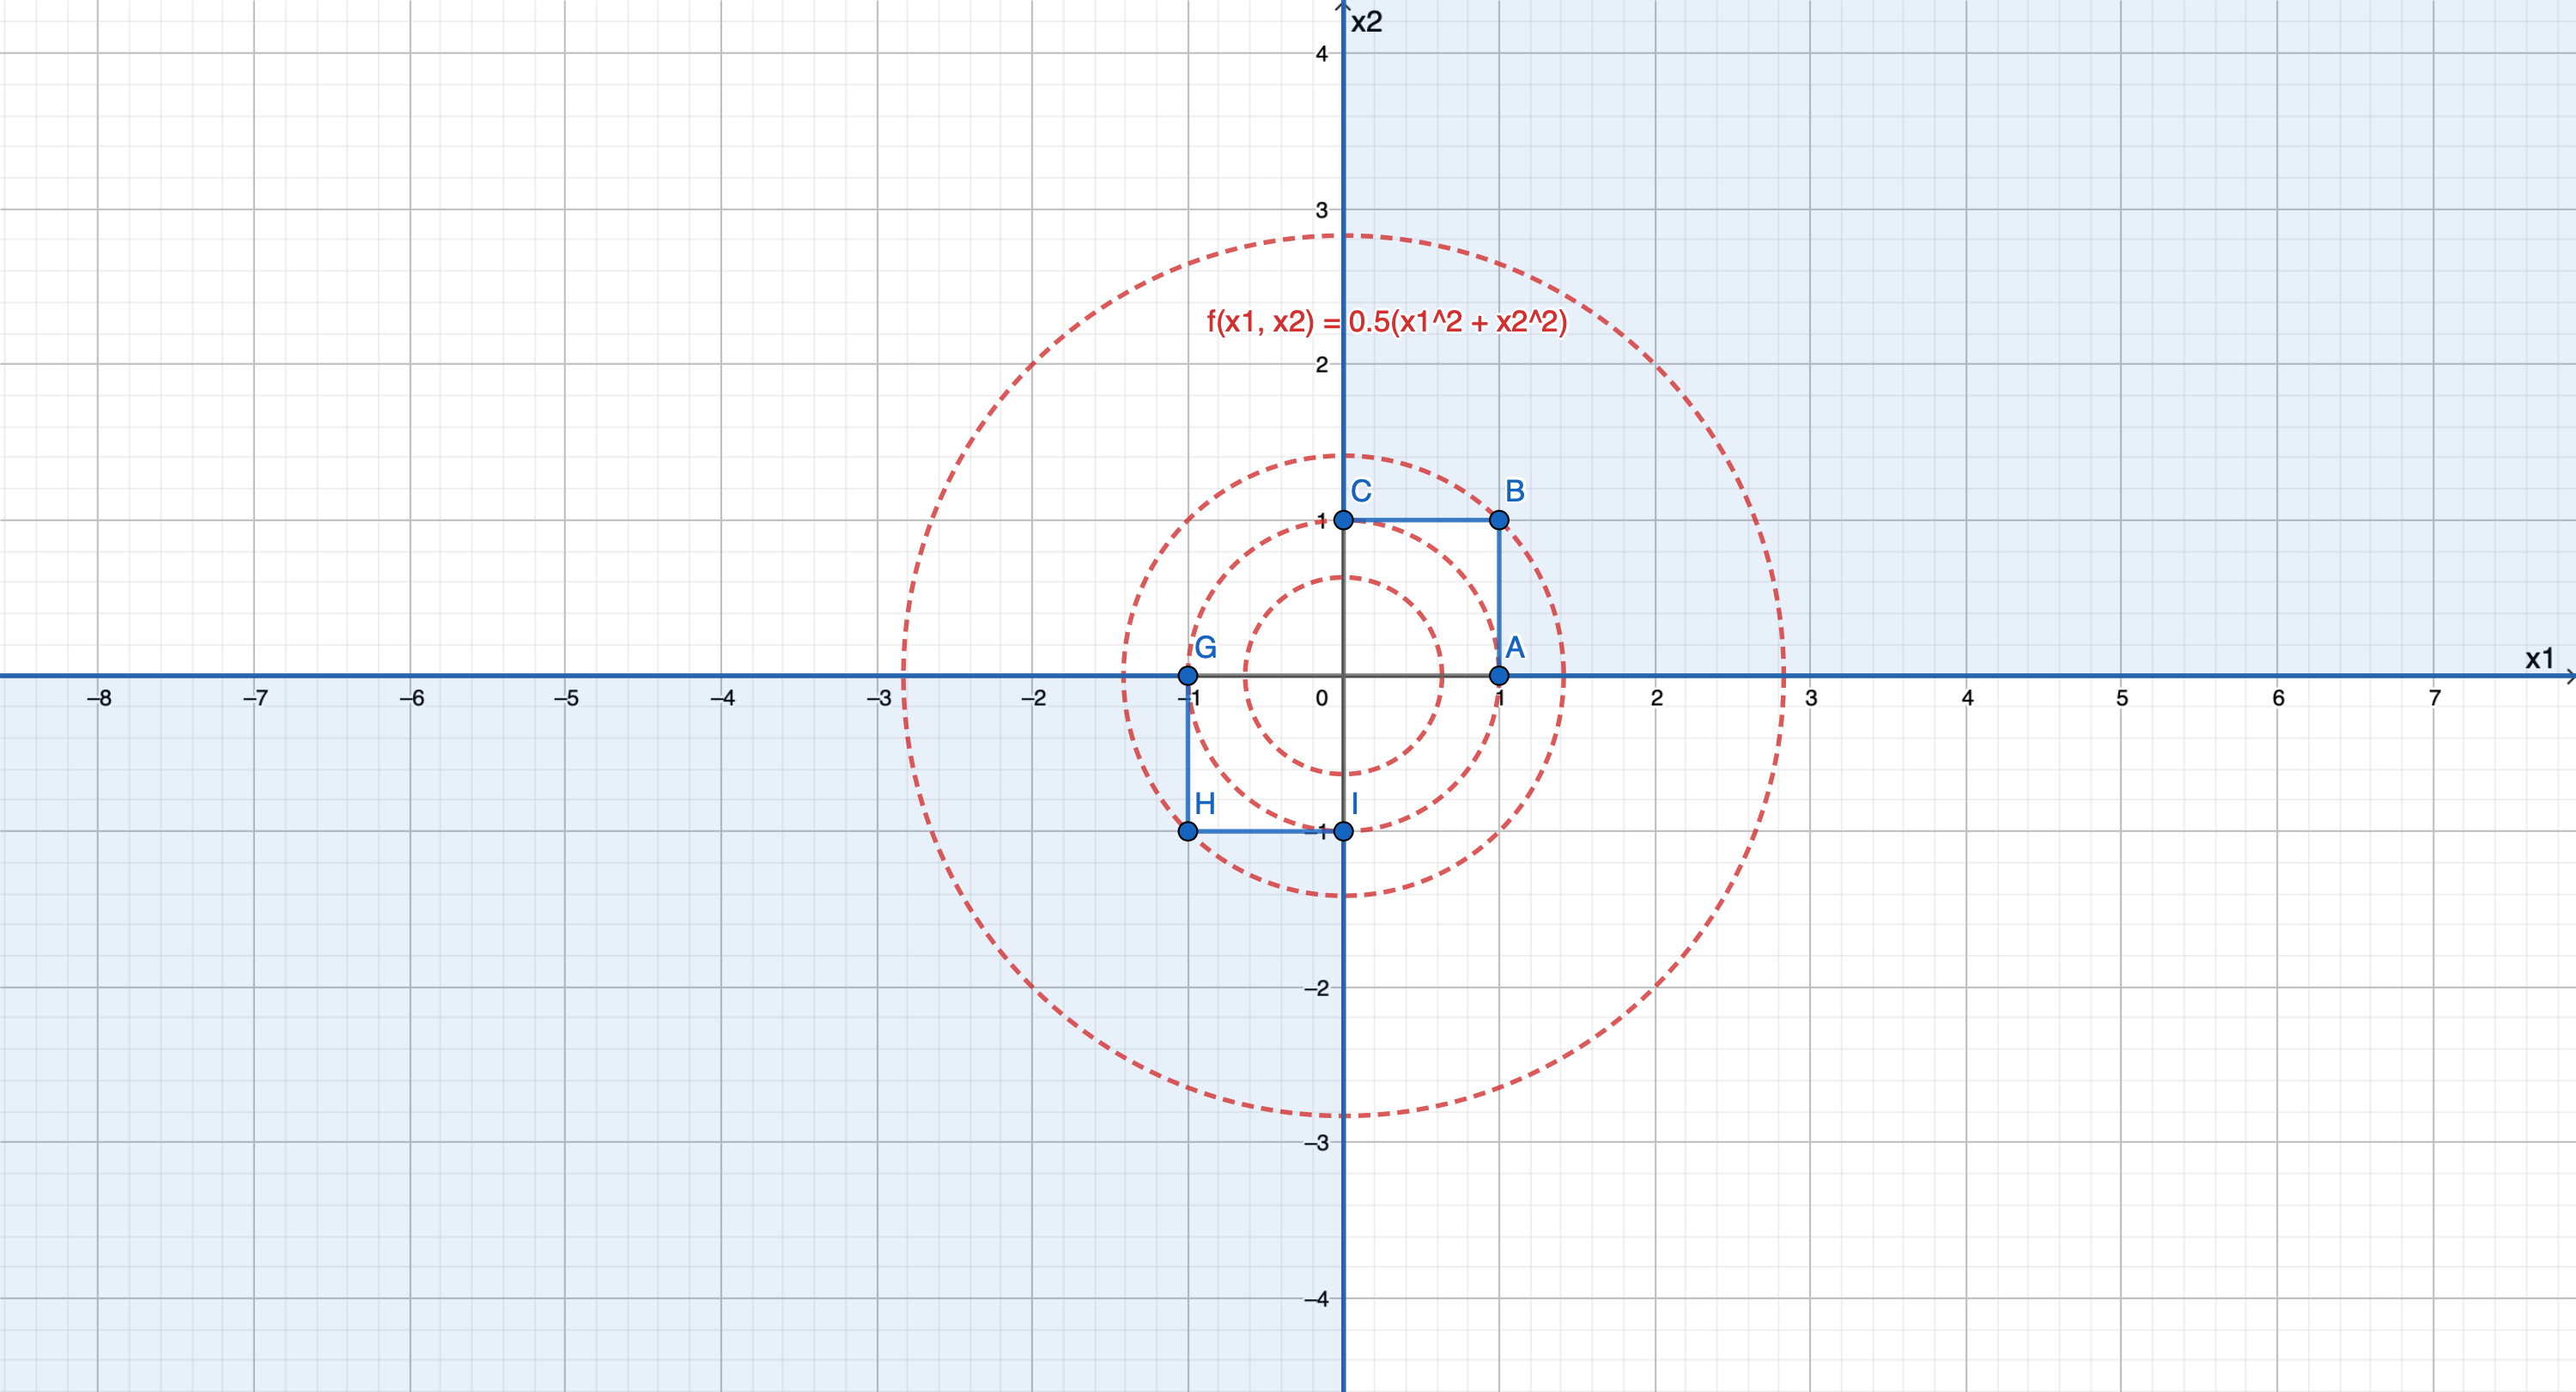 x2
4
3
f(x1, x2) = 0.5(x1^2 + x2^2)
2
C B
1
G A
x1
–8 –7 –6 –5 –4 –3 –2 –1 0 1 2 3 4 5 6 7
H I
–1
–2
–3
–4